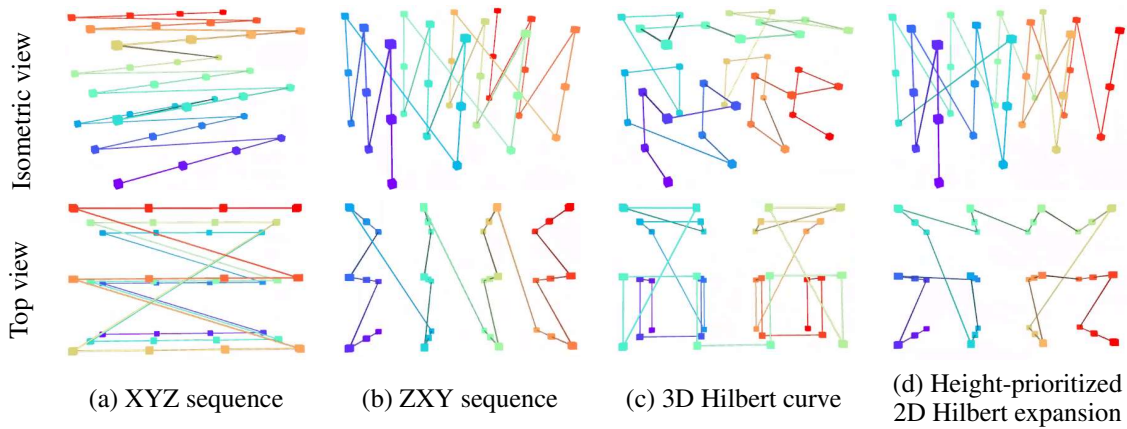 Isometric view
Top view
(a) XYZ sequence
(b) ZXY sequence
(c) 3D Hilbert curve
(d) Height-prioritized
2D Hilbert expansion